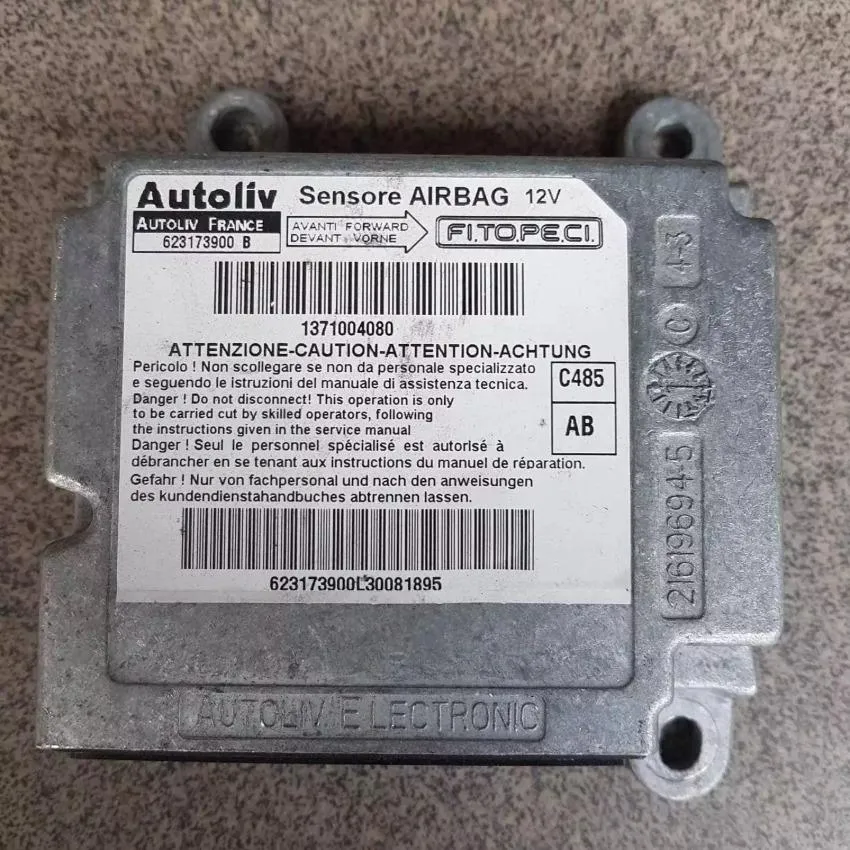 Autoliv Sensore AIRBAG 12V
AUTOLIV FRANCE
623173900 B
AVANTI FORWARD
DEVANT VORNE
FI.TO.PE.CI.
1371004080
ATTENZIONE-CAUTION-ATTENTION-ACHTUNG
Pericolo ! Non scollegare se non da personale specializzato
e seguendo le istruzioni del manuale di assistenza tecnica.
Danger ! Do not disconnect! This operation is only
to be carried cut by skilled operators, following
the instructions given in the service manual
Danger ! Seul le personnel spécialisé est autorisé à
débrancher en se tenant aux instructions du manuel de réparation.
Gefahr ! Nur von fachpersonal und nach den anweisungen
des kundendienstahandbuches abtrennen lassen.
C485
AB
623173900L30081895
AUTOLIV ELECTRONIC
21619694-5
C 4-3